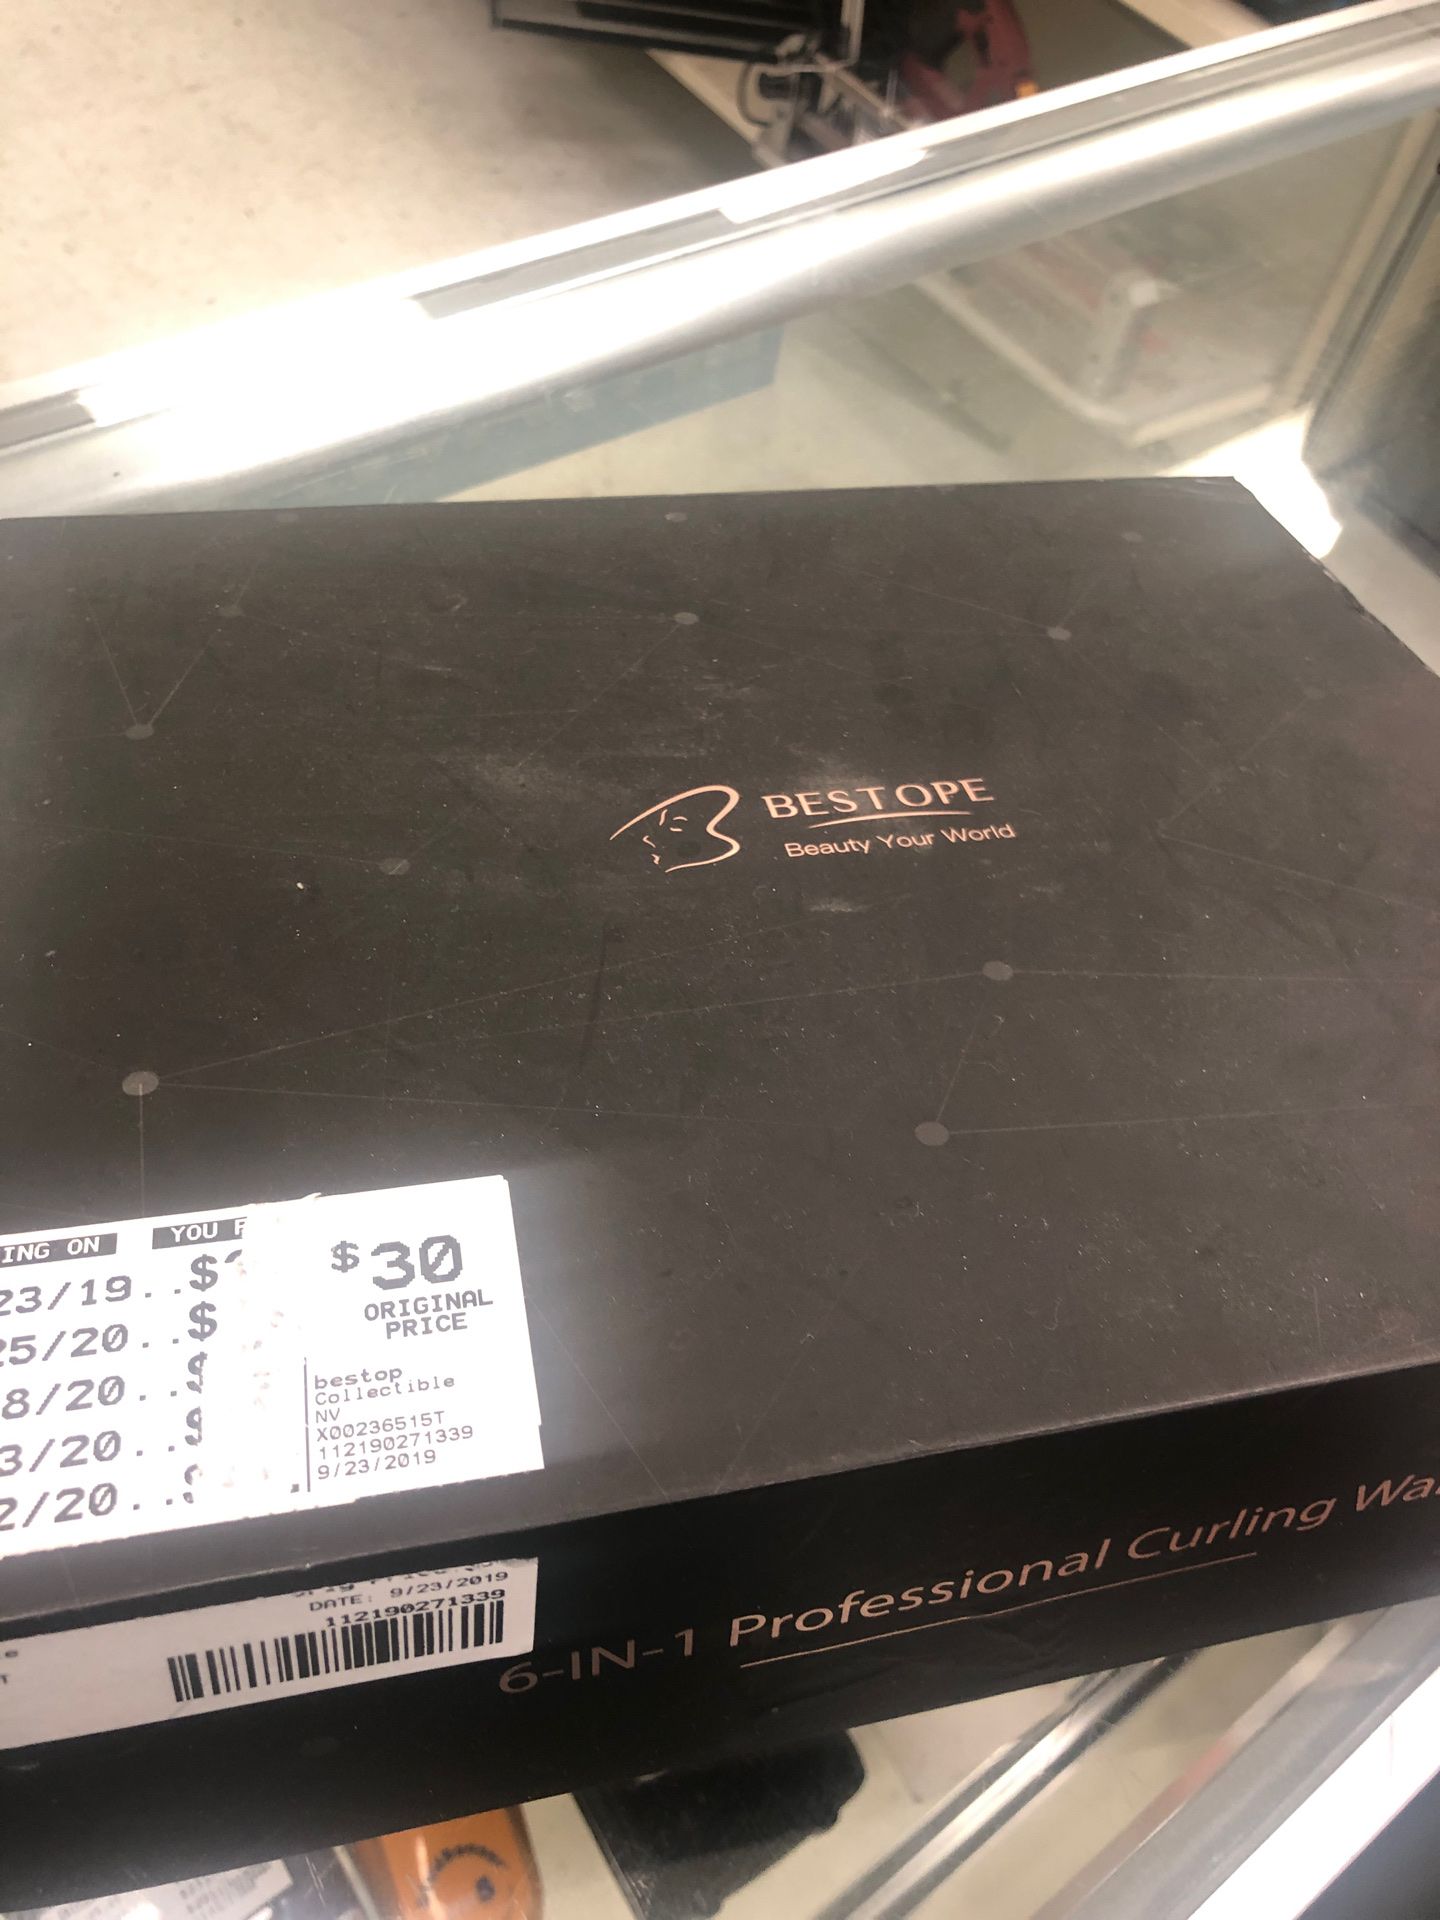 BESTOPE
Beauty Your World
ING ON YOU
23/19..$
25/20..$
8/20..
3/20..
2/20..
$30
ORIGINAL
PRICE
bestop
Collectible
NV
X00236515T
112190271339
9/23/2019
DATE: 9/23/2019
112190271339
6-IN-1 Professional Curling Wa